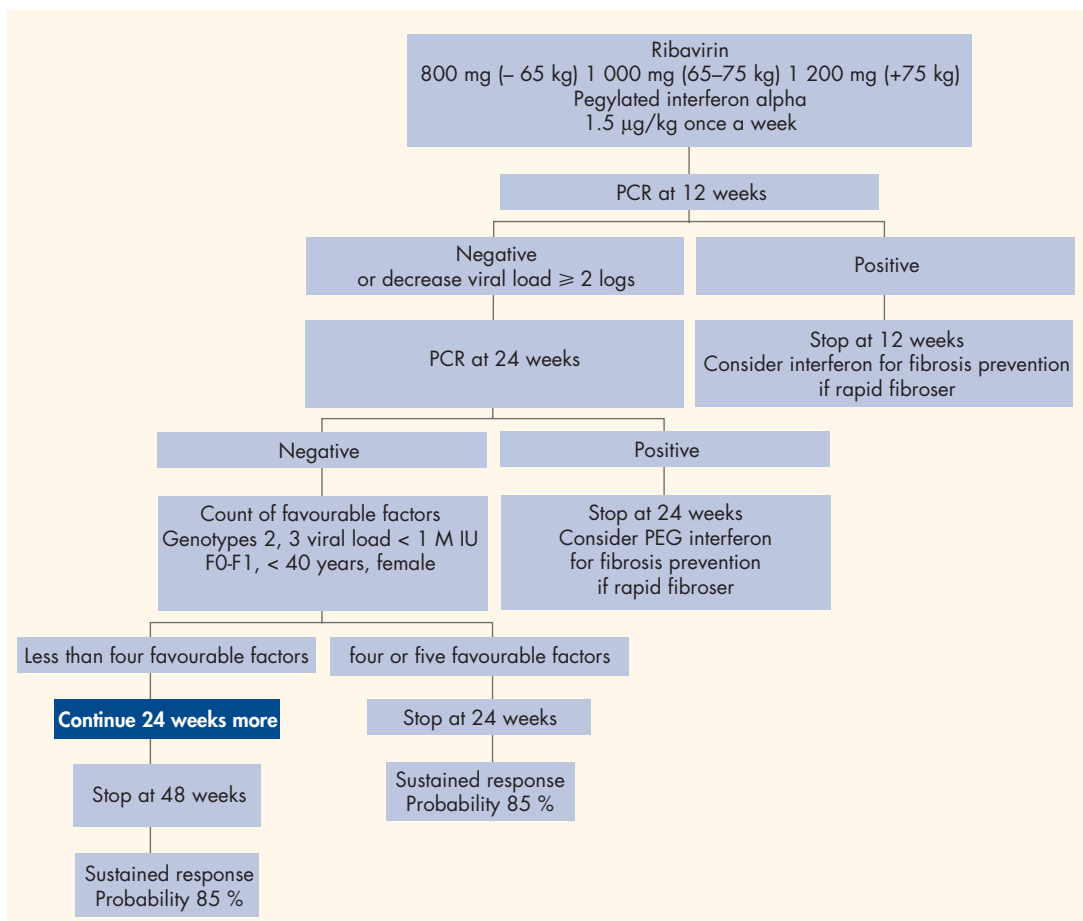 Ribavirin
800 mg (– 65 kg) 1 000 mg (65–75 kg) 1 200 mg (+75 kg)
Pegylated interferon alpha
1.5 μg/kg once a week
PCR at 12 weeks
Negative
or decrease viral load ⩾ 2 logs
Positive
PCR at 24 weeks
Stop at 12 weeks
Consider interferon for fibrosis prevention
if rapid fibroser
Negative
Positive
Count of favourable factors
Genotypes 2, 3 viral load < 1 M IU
F0-F1, < 40 years, female
Stop at 24 weeks
Consider PEG interferon
for fibrosis prevention
if rapid fibroser
Less than four favourable factors
four or five favourable factors
Continue 24 weeks more
Stop at 24 weeks
Stop at 48 weeks
Sustained response
Probability 85 %
Sustained response
Probability 85 %